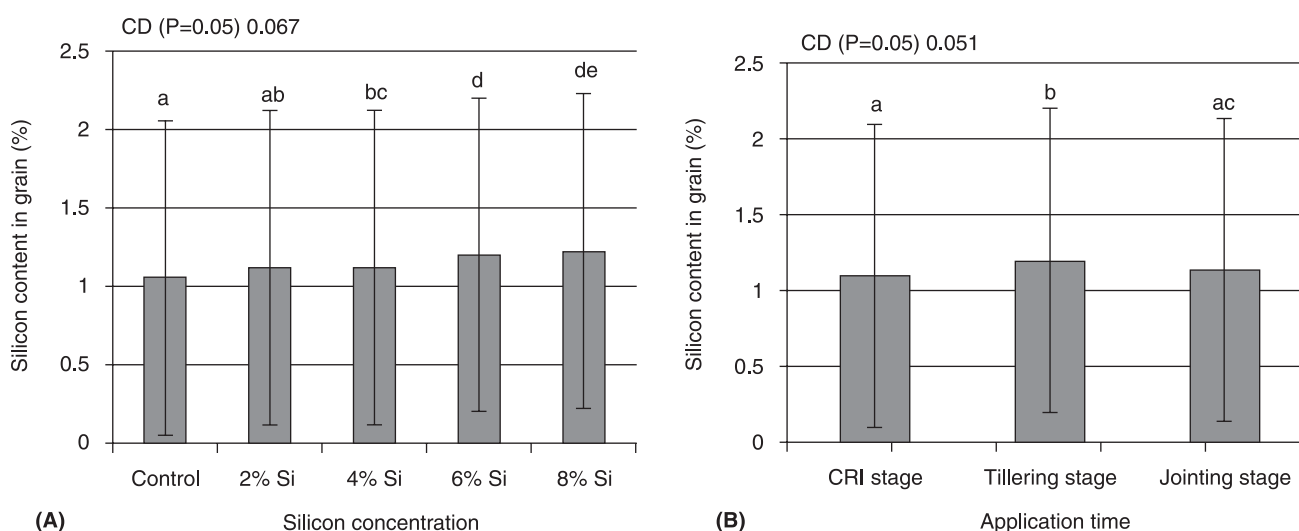 CD (P=0.05) 0.067
2.5
2
1.5
1
0.5
0
Silicon content in grain (%)
a
ab
bc
d
de
Control
2% Si
4% Si
6% Si
8% Si
(A)
Silicon concentration
CD (P=0.05) 0.051
2.5
2
1.5
1
0.5
0
Silicon content in grain (%)
a
b
ac
CRI stage
Tillering stage
Jointing stage
(B)
Application time